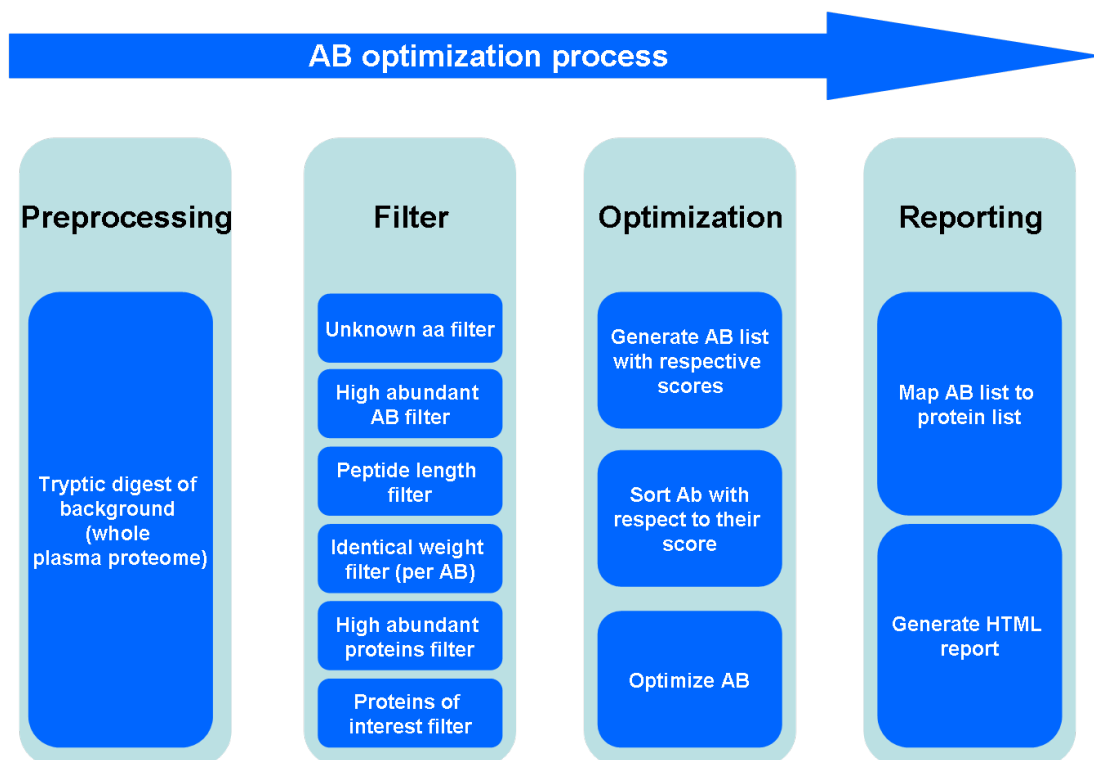 AB optimization process
Preprocessing
Tryptic digest of
background
(whole
plasma proteome)
Filter
Unknown aa filter
High abundant
AB filter
Peptide length
filter
Identical weight
filter (per AB)
High abundant
proteins filter
Proteins of
interest filter
Optimization
Generate AB list
with respective
scores
Sort Ab with
respect to their
score
Optimize AB
Reporting
Map AB list to
protein list
Generate HTML
report